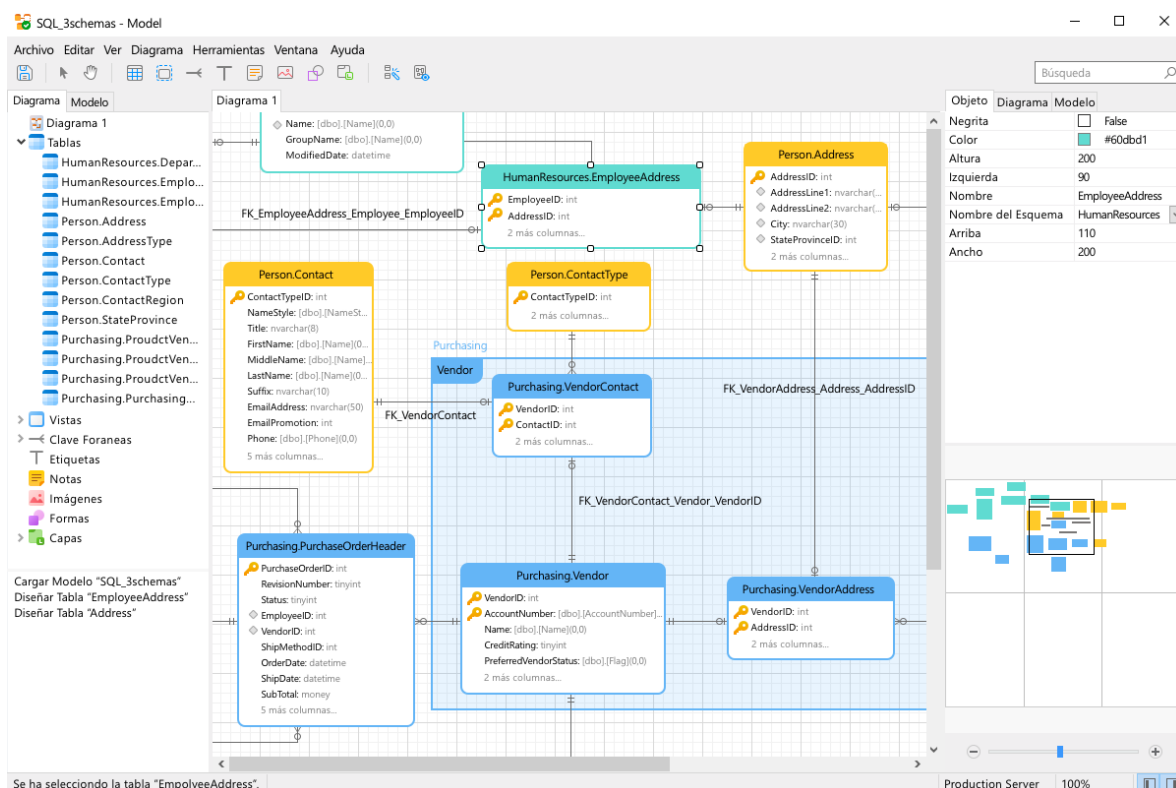 SQL_3schemas - Model
Archivo Editar Ver Diagrama Herramientas Ventana Ayuda
Búsqueda
Diagrama Modelo
Diagrama 1
Tablas
HumanResources.Depar...
HumanResources.Emplo...
HumanResources.Emplo...
Person.Address
Person.AddressType
Person.Contact
Person.ContactType
Person.ContactRegion
Person.StateProvince
Purchasing.ProudctVen...
Purchasing.ProudctVen...
Purchasing.ProudctVen...
Purchasing.Purchasing...
Vistas
Clave Foraneas
Etiquetas
Notas
Imágenes
Formas
Capas
Cargar Modelo "SQL_3schemas"
Diseñar Tabla "EmployeeAddress"
Diseñar Tabla "Address"
Diagrama 1
Name: [dbo].[Name](0,0)
GroupName: [dbo].[Name](0,0)
ModifiedDate: datetime
HumanResources.EmployeeAddress
EmployeeID: int
AddressID: int
2 más columnas...
FK_EmployeeAddress_Employee_EmployeeID
Person.Address
AddressID: int
AddressLine1: nvarchar(...
AddressLine2: nvarchar(...
City: nvarchar(30)
StateProvinceID: int
2 más columnas...
Person.Contact
ContactTypeID: int
NameStyle: [dbo].[NameSt...
Title: nvarchar(8)
FirstName: [dbo].[Name](0...
MiddleName: [dbo].[Name]...
LastName: [dbo].[Name](0...
Suffix: nvarchar(10)
EmailAddress: nvarchar(50)
EmailPromotion: int
Phone: [dbo].[Phone](0,0)
5 más columnas...
Person.ContactType
ContactTypeID: int
2 más columnas...
Purchasing
Vendor
Purchasing.VendorContact
VendorID: int
ContactID: int
2 más columnas...
FK_VendorContact
FK_VendorAddress_Address_AddressID
FK_VendorContact_Vendor_VendorID
Purchasing.PurchaseOrderHeader
PurchaseOrderID: int
RevisionNumber: tinyint
Status: tinyint
EmployeeID: int
VendorID: int
ShipMethodID: int
OrderDate: datetime
ShipDate: datetime
SubTotal: money
5 más columnas...
Purchasing.Vendor
VendorID: int
AccountNumber: [dbo].[AccountNumber]...
Name: [dbo].[Name](0,0)
CreditRating: tinyint
PreferredVendorStatus: [dbo].[Flag](0,0)
2 más columnas...
Purchasing.VendorAddress
VendorID: int
AddressID: int
2 más columnas...
Objeto Diagrama Modelo
Negrita False
Color #60dbd1
Altura 200
Izquierda 90
Nombre EmployeeAddress
Nombre del Esquema HumanResources
Arriba 110
Ancho 200
Se ha seleccindo la tabla "EmpolyeeAddress".
Production Server 100%